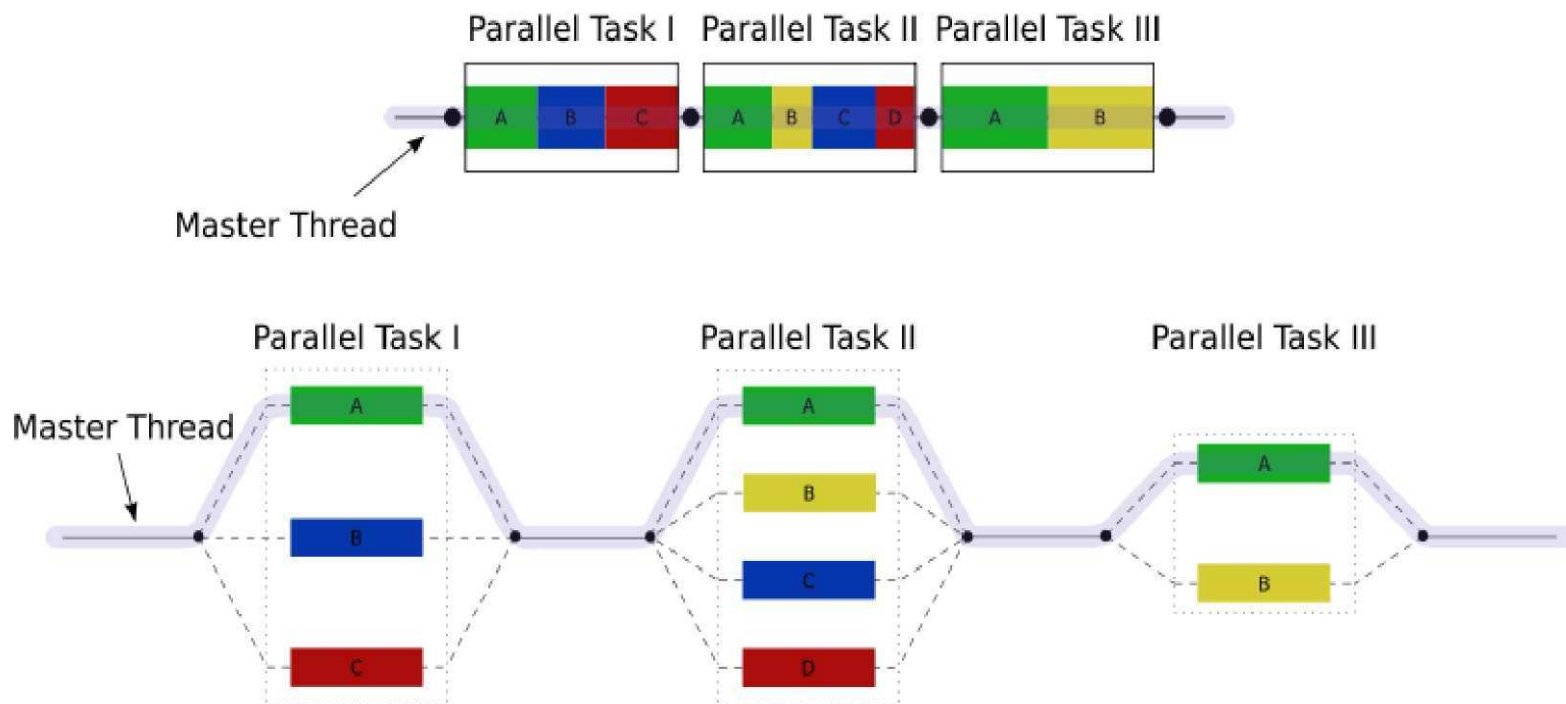 Parallel Task I Parallel Task II Parallel Task III
A B C A B C D A B
Master Thread
Parallel Task I Parallel Task II Parallel Task III
A A
Master Thread
A
B
B
C
B
C D